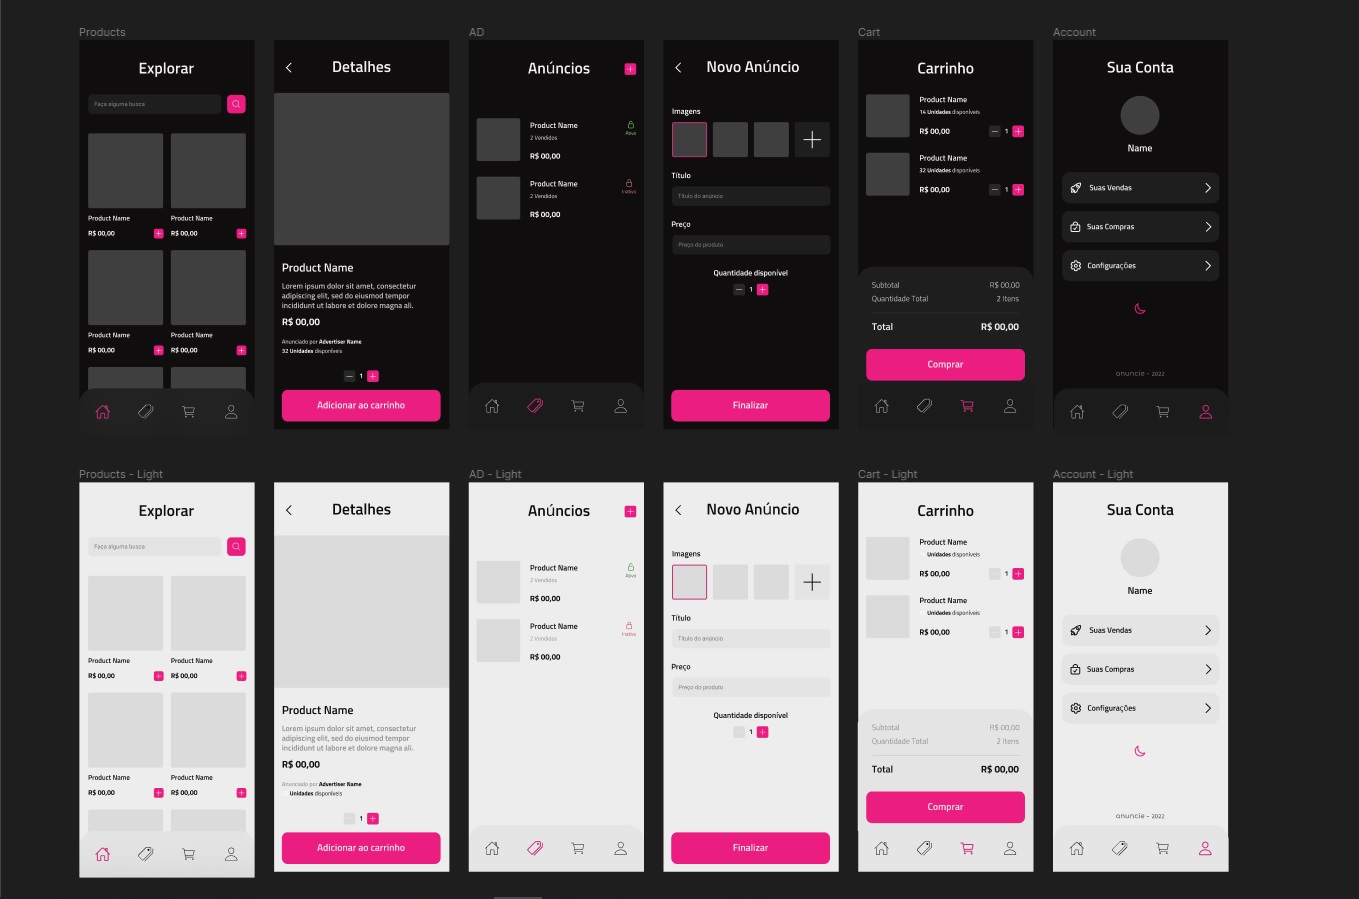 Products
Explorar
Faça alguma busca
Product Name
R$ 00,00
Product Name
R$ 00,00
Product Name
R$ 00,00
Product Name
R$ 00,00
Detalhes
Product Name
Lorem ipsum dolor sit amet, consectetur
adipiscing elit, sed do eiusmod tempor
incididunt ut labore et dolore magna ali.
R$ 00,00
Anunciado por Advertiser Name
32 Unidades disponíveis
1
Adicionar ao carrinho
AD
Anúncios
Product Name
2 Vendidos
R$ 00,00
Ativo
Product Name
2 Vendidos
R$ 00,00
Inativo
Novo Anúncio
Imagens
Título
Título do anúncio
Preço
Preço do produto
Quantidade disponível
1
Finalizar
Cart
Carrinho
Product Name
14 Unidades disponíveis
R$ 00,00
1
Product Name
32 Unidades disponíveis
R$ 00,00
1
Subtotal R$ 00,00
Quantidade Total 2 itens
Total R$ 00,00
Comprar
Account
Sua Conta
Name
Suas Vendas
Suas Compras
Configurações
anuncie - 2022
Products - Light
Explorar
Faça alguma busca
Product Name
R$ 00,00
Product Name
R$ 00,00
Product Name
R$ 00,00
Product Name
R$ 00,00
Detalhes
Product Name
Lorem ipsum dolor sit amet, consectetur
adipiscing elit, sed do eiusmod tempor
incididunt ut labore et dolore magna ali.
R$ 00,00
Anunciado por Advertiser Name
Unidades disponíveis
1
Adicionar ao carrinho
AD - Light
Anúncios
Product Name
2 Vendidos
R$ 00,00
Ativo
Product Name
2 Vendidos
R$ 00,00
Inativo
Novo Anúncio
Imagens
Título
Título do anúncio
Preço
Preço do produto
Quantidade disponível
1
Finalizar
Cart - Light
Carrinho
Product Name
Unidades disponíveis
R$ 00,00
1
Product Name
Unidades disponíveis
R$ 00,00
1
Subtotal R$ 00,00
Quantidade Total 2 itens
Total R$ 00,00
Comprar
Account - Light
Sua Conta
Name
Suas Vendas
Suas Compras
Configurações
anuncie - 2022